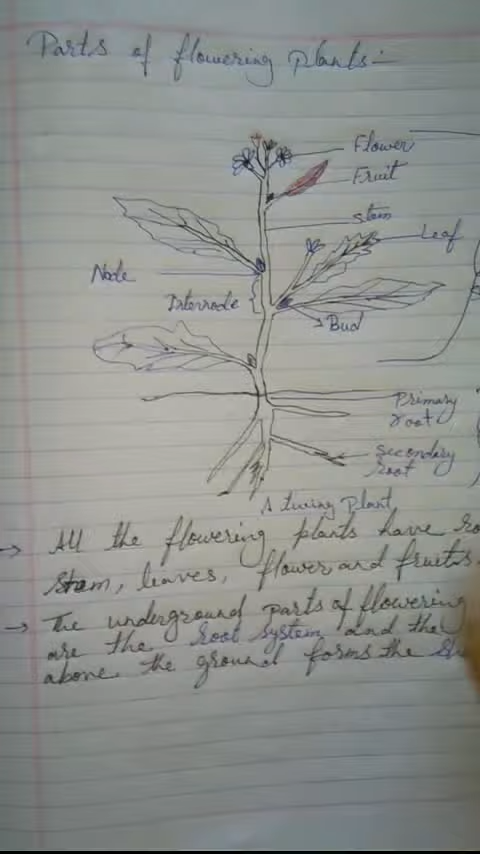 Parts of flowering plants:-
Flower
Fruit
stem
Leaf
Node
Internode
Bud
Primary
root
secondary
root
A Living Plant
→ All the flowering plants have ro
stem, leaves, flower and fruits.
→ The underground parts of flowering
are the root system and the
above the ground forms the